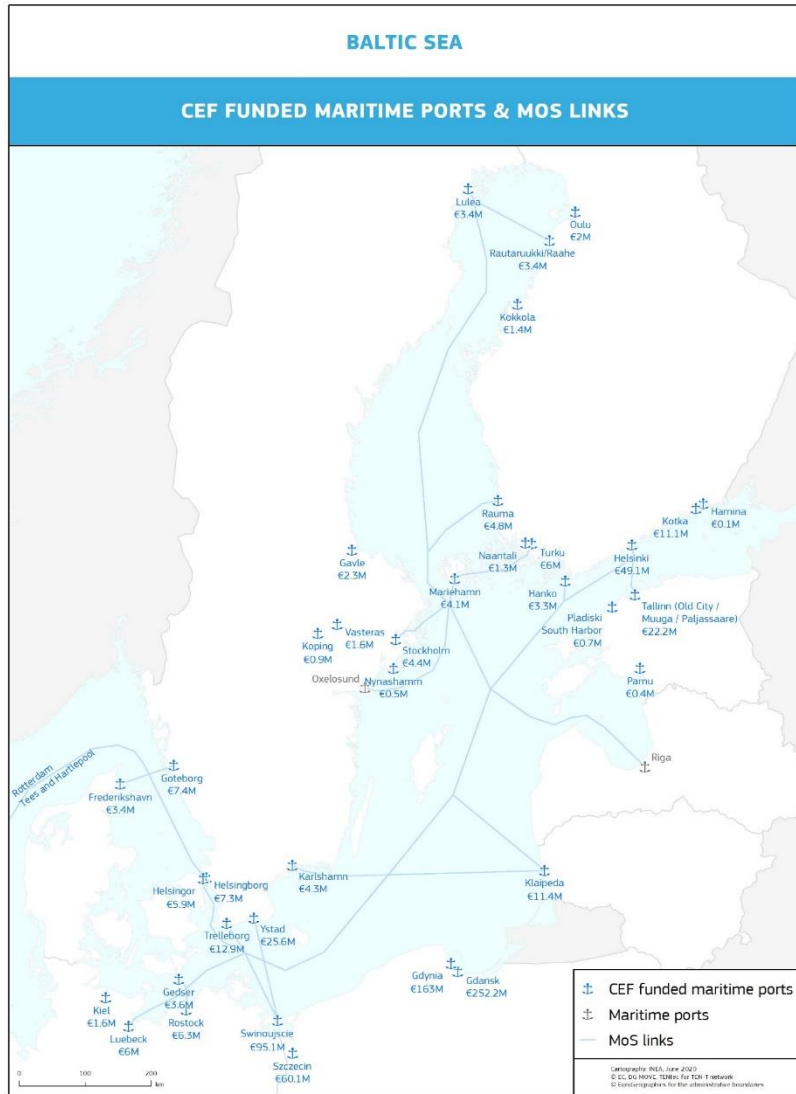 BALTIC SEA
CEF FUNDED MARITIME PORTS & MOS LINKS
Lulea
€3.4M
Oulu
€2M
Rautaruukki/Raahe
€3.4M
Kokkola
€1.4M
Rauma
€4.8M
Kotka
€11.1M
Hamina
€0.1M
Naantali
€1.3M
Turku
€6M
Helsinki
€49.1M
Gavle
€2.3M
Mariehamn
€4.1M
Hanko
€3.3M
Pladiski
South Harbor
€0.7M
Tallinn (Old City /
Muuga / Paljassaare)
€22.2M
Vasteras
€1.6M
Koping
€0.9M
Stockholm
€4.4M
Oxelosund
Nynashamm
€0.5M
Parnu
€0.4M
Riga
Rotterdam
Tees and Hartlepool
Goteborg
€7.4M
Frederikshavn
€3.4M
Karlshamn
€4.3M
Klaipeda
€11.4M
Helsingor
€5.9M
Helsingborg
€7.3M
Trelleborg
€12.9M
Ystad
€25.6M
Gdynia
€163M
Gdansk
€252.2M
Gedser
€3.6M
Kiel
€1.6M
Rostock
€6.3M
Luebeck
€6M
Swinoujscie
€95.1M
Szczecin
€60.1M
CEF funded maritime ports
Maritime ports
MoS links
0 100 200
km
Cartography: INEA, June 2020
© EC, DG MOVE, TENtec for TEN-T network
© EuroGeographics for the administrative boundaries